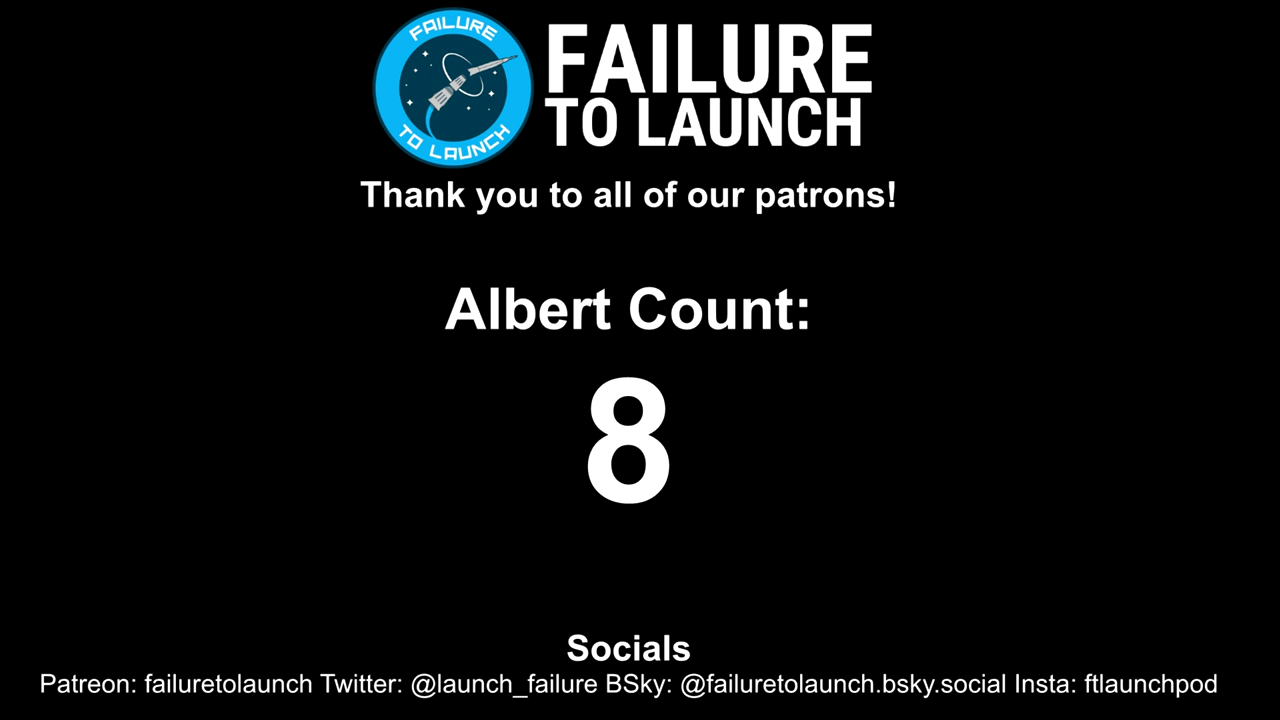 FAILURE
TO LAUNCH
FAILURE
TO LAUNCH
Thank you to all of our patrons!
Albert Count:
8
Socials
Patreon: failuretolaunch Twitter: @launch_failure BSky: @failuretolaunch.bsky.social Insta: ftlaunchpod